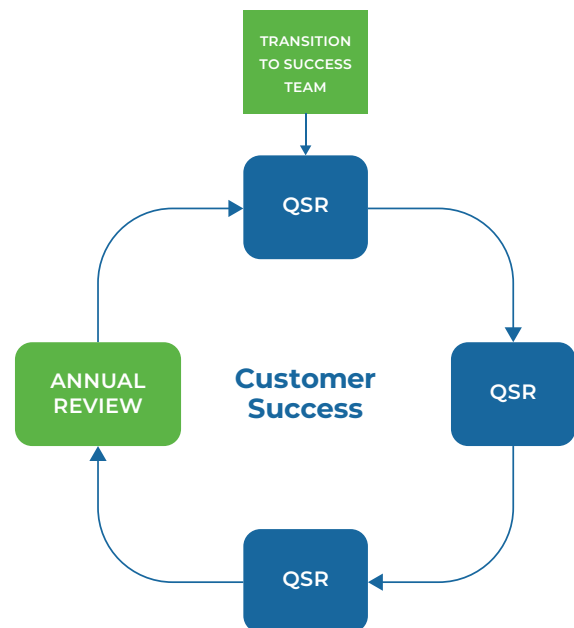 TRANSITION
TO SUCCESS
TEAM
QSR
ANNUAL
REVIEW
Customer
Success
QSR
QSR